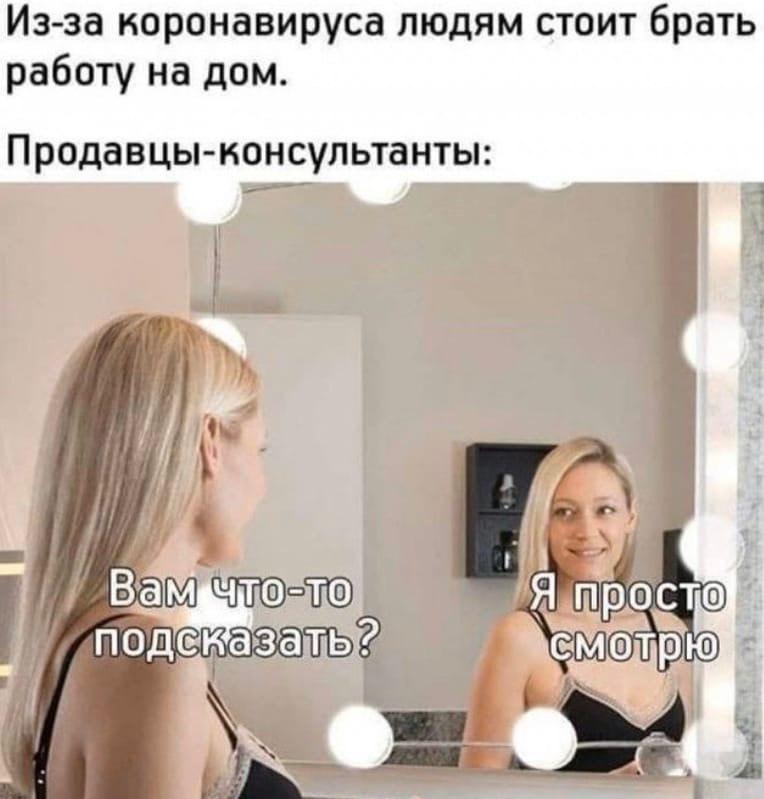 Из-за коронавируса людям стоит брать
работу на дом.
Продавцы-консультанты:
Вам что-то
подсказать?
Я просто
смотрю